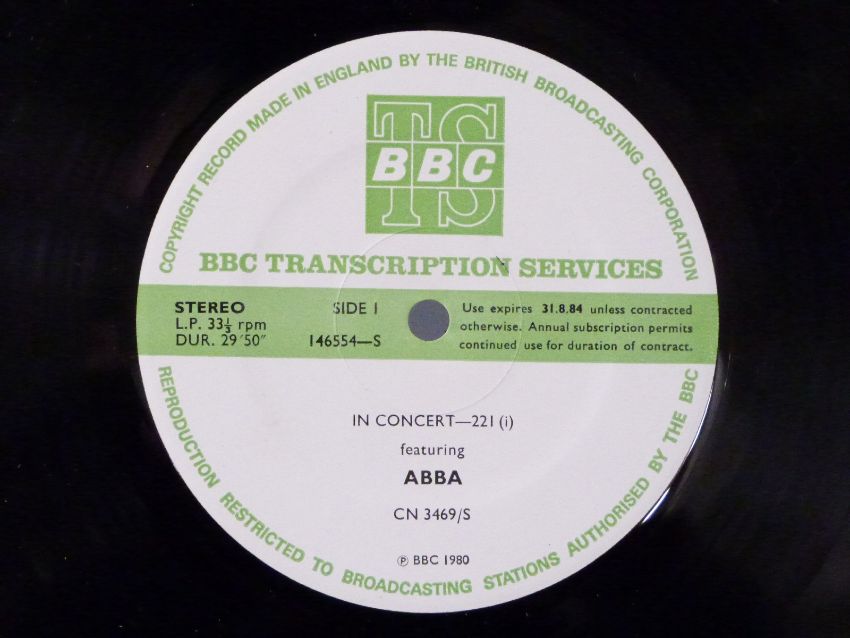 COPYRIGHT RECORD MADE IN ENGLAND BY THE BRITISH BROADCASTING CORPORATION
TS
BBC
BBC TRANSCRIPTION SERVICES
STEREO
L.P. 33⅓ rpm
DUR. 29′50″
SIDE 1
146554—S
Use expires 31.8.84 unless contracted
otherwise. Annual subscription permits
continued use for duration of contract.
IN CONCERT—221 (i)
featuring
ABBA
CN 3469/S
℗ BBC 1980
REPRODUCTION RESTRICTED TO BROADCASTING STATIONS AUTHORISED BY THE BBC